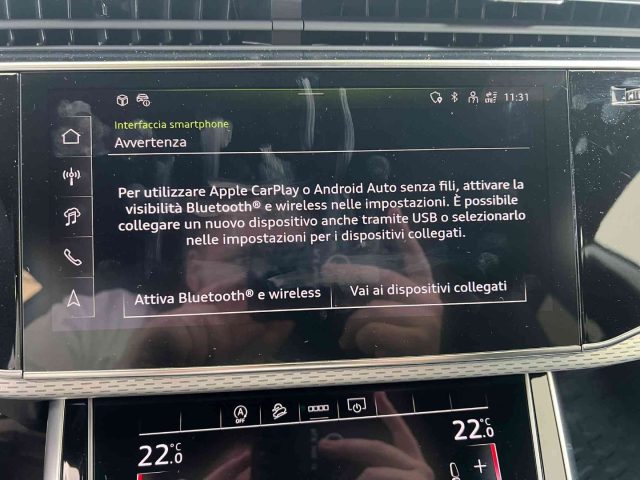 11:31
Interfaccia smartphone
Avvertenza
Per utilizzare Apple CarPlay o Android Auto senza fili, attivare la
visibilità Bluetooth® e wireless nelle impostazioni. È possibile
collegare un nuovo dispositivo anche tramite USB o selezionarlo
nelle impostazioni per i dispositivi collegati.
Attiva Bluetooth® e wireless
Vai ai dispositivi collegati
A
OFF
22.0 °C
22.0 °C
+